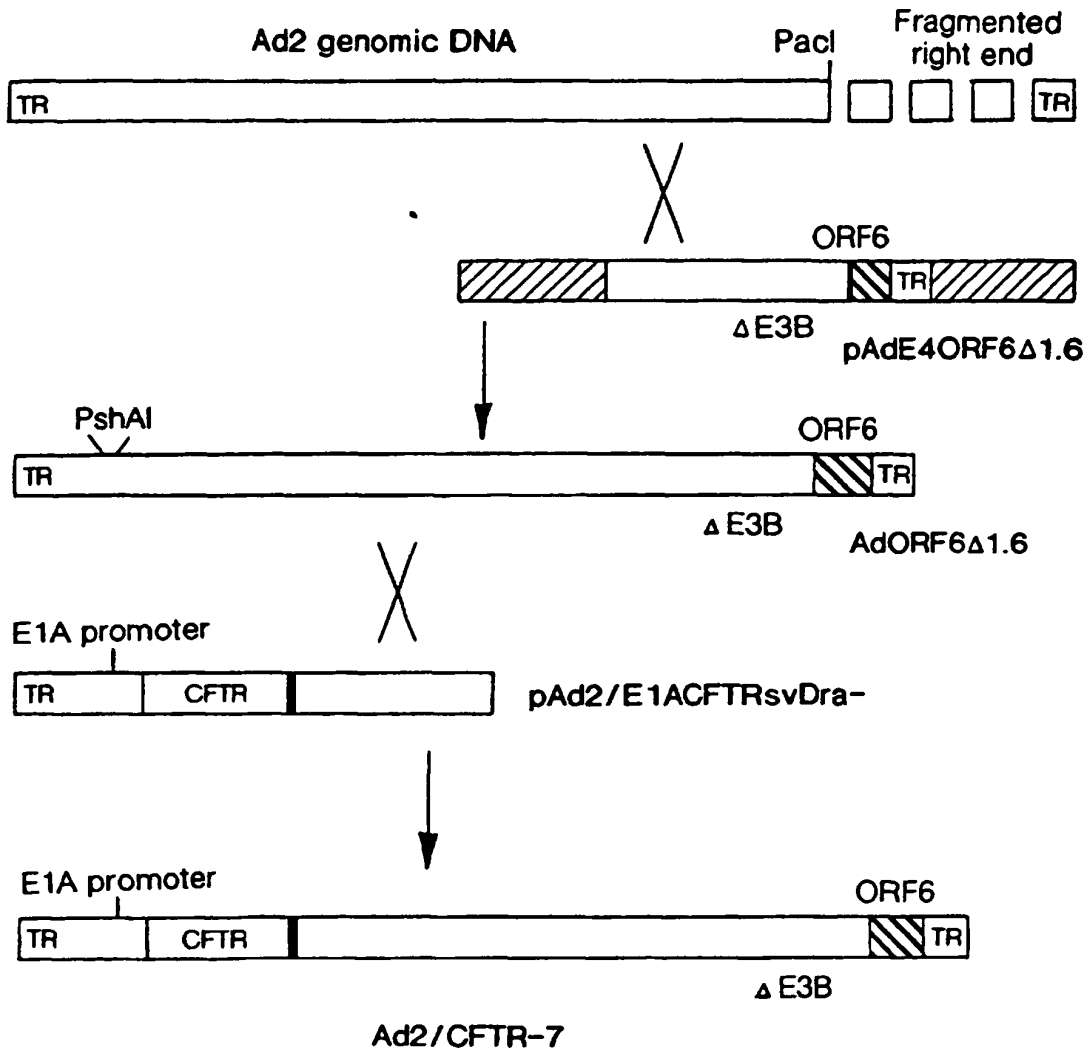 Ad2 genomic DNA
PacI
Fragmented
right end
TR
TR
ORF6
TR
ΔE3B
pAdE4ORF6Δ1.6
PshAI
ORF6
TR
TR
ΔE3B
AdORF6Δ1.6
E1A promoter
TR
CFTR
pAd2/E1ACFTRsvDra-
E1A promoter
ORF6
TR
CFTR
TR
ΔE3B
Ad2/CFTR-7